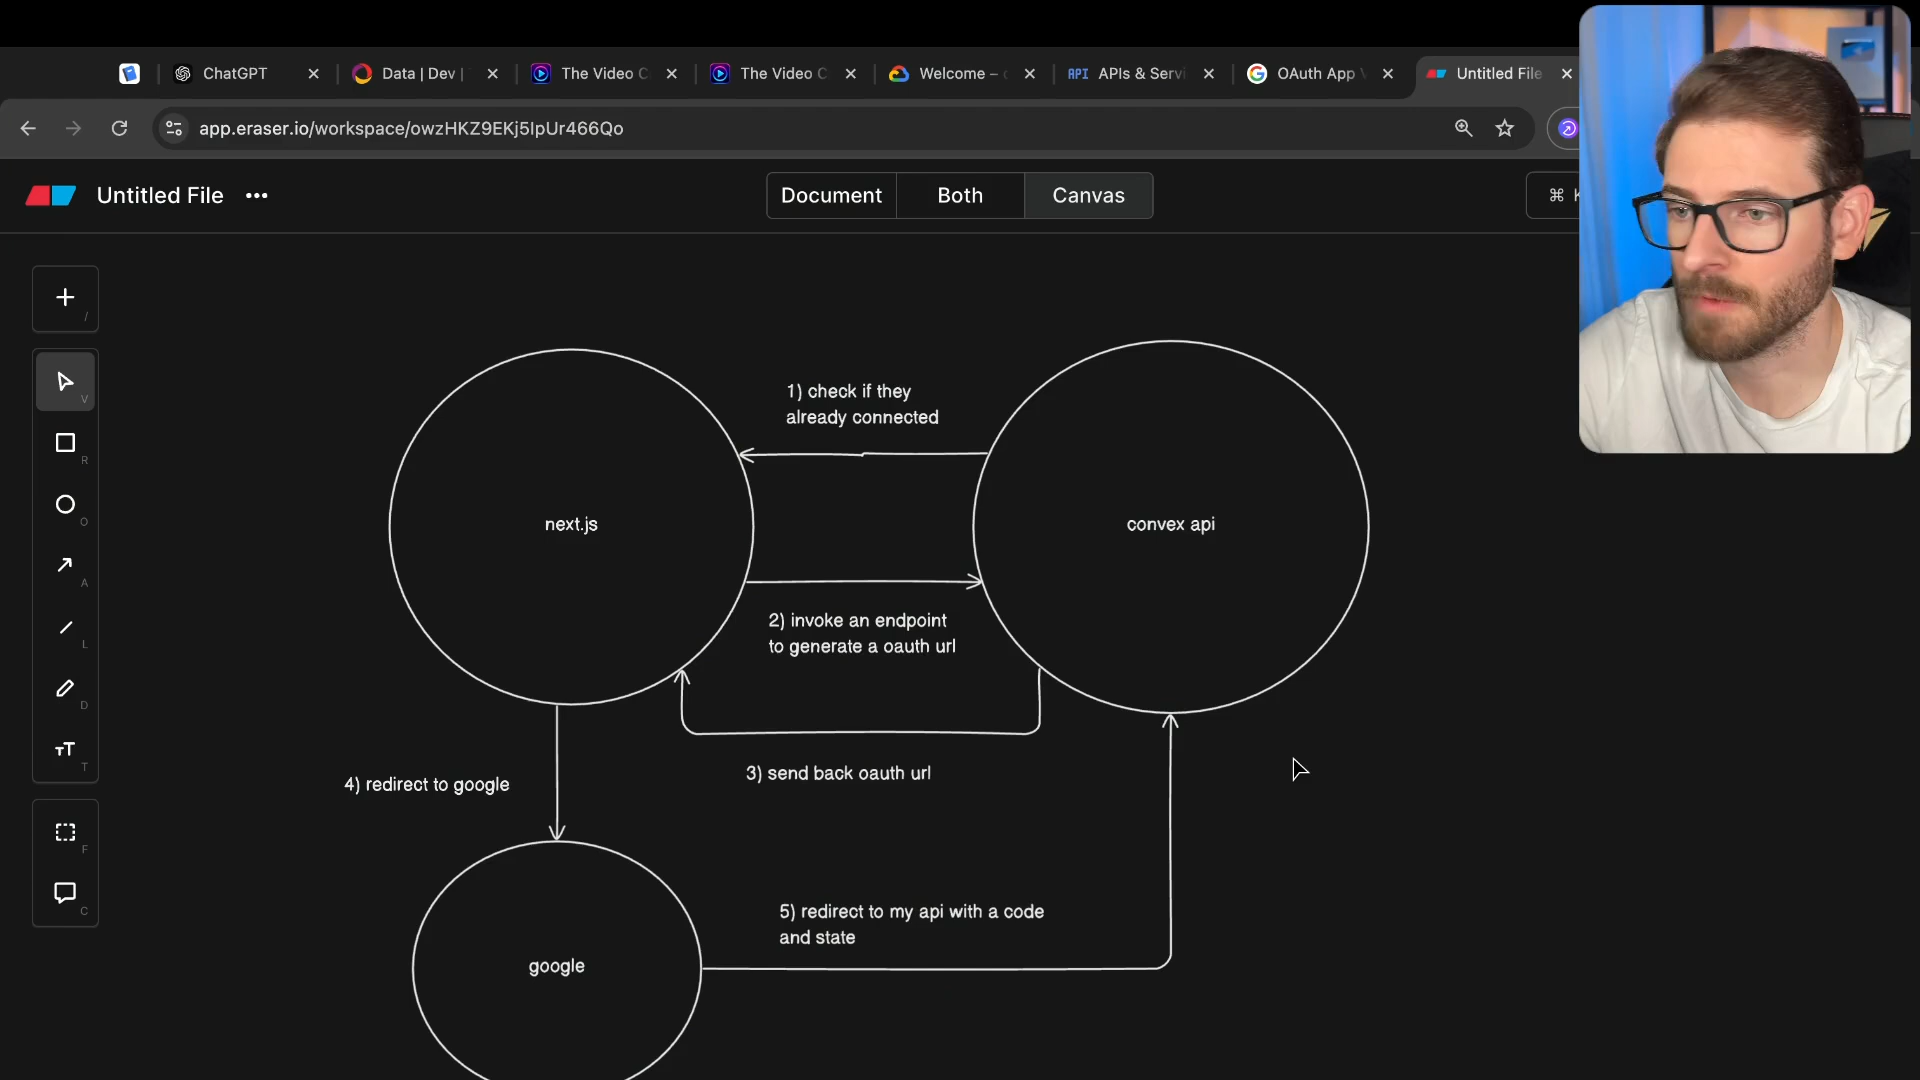 ChatGPT
Data | Dev |
The Video C
The Video C
Welcome –
API APIs & Servi
OAuth App
Untitled File
app.eraser.io/workspace/owzHKZ9EKj5IpUr466Qo
Untitled File
Document
Both
Canvas
⌘ K
/
V
R
O
A
L
D
T
F
C
1) check if they
already connected
next.js
convex api
2) invoke an endpoint
to generate a oauth url
3) send back oauth url
4) redirect to google
5) redirect to my api with a code
and state
google